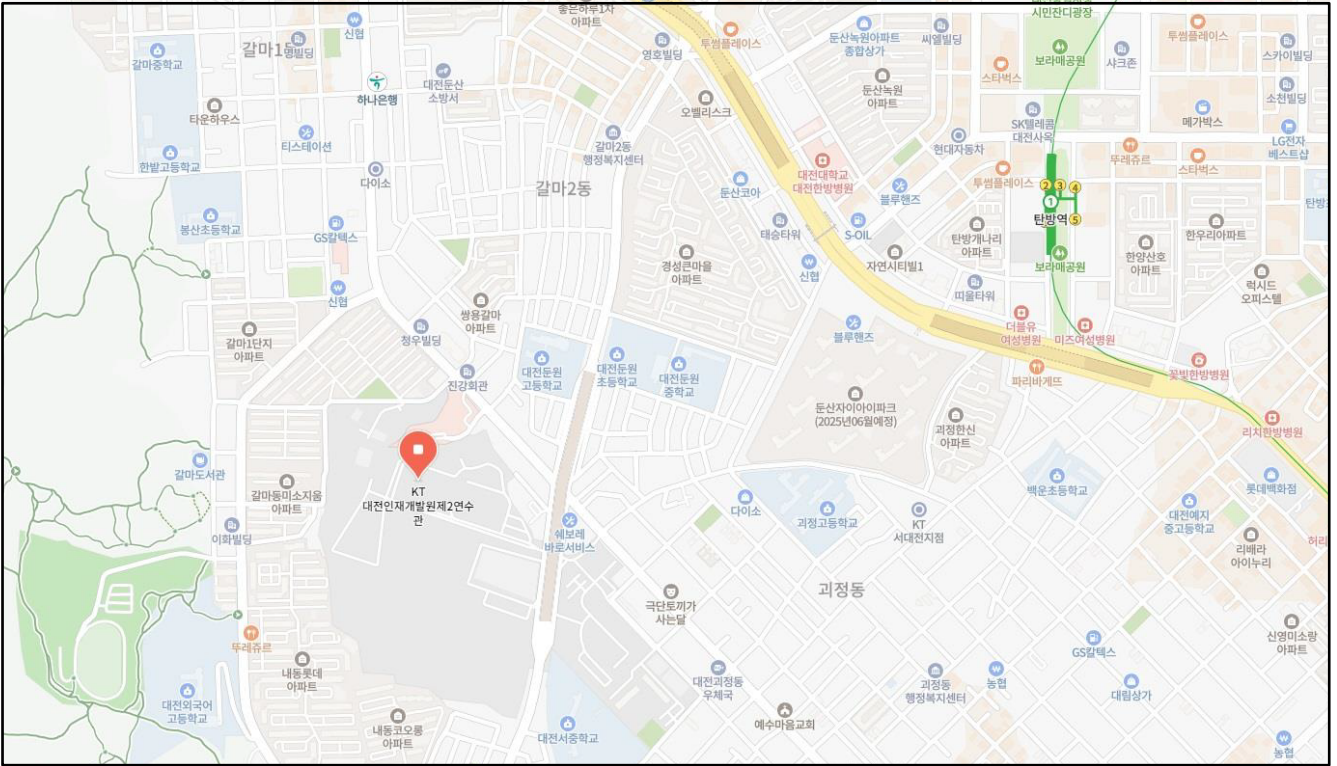 좋은하루1차
아파트
시민잔디광장
신협
갈마1동
명빌딩
갈마중학교
영호빌딩
투썸플레이스
둔산녹원아파트
종합상가
씨엘빌딩
투썸플레이스
스카이빌딩
보라매공원
샤크존
스타벅스
하나은행
대전둔산
소방서
타운하우스
오벨리스크
둔산녹원
아파트
소천빌딩
SK텔레콤
대전사옥
메가박스
티스테이션
갈마2동
행정복지센터
현대자동차
LG전자
베스트샵
한밭고등학교
다이소
갈마2동
대전대학교
대전한방병원
뚜레쥬르
스타벅스
둔산코아
블루핸즈
투썸플레이스
2 3 4
1
탄방역
5
탄방
봉산초등학교
GS칼텍스
태승타워
S-OIL
탄방개나리
아파트
한우리아파트
경성큰마을
아파트
신협
자연시티빌1
보라매공원
한양산호
아파트
신협
럭시드
오피스텔
띠울타워
쌍용갈마
아파트
더블유
여성병원
미즈여성병원
갈마1단지
아파트
청우빌딩
블루핸즈
대전둔원
고등학교
대전둔원
초등학교
대전둔원
중학교
진강회관
파리바게뜨
꽃빛한방병원
둔산자이아이파크
(2025년06월예정)
괴정한신
아파트
리치한방병원
갈마도서관
KT
대전인재개발원제2연수
관
갈마동미소지움
아파트
백운초등학교
롯데백화점
다이소
괴정고등학교
KT
서대전지점
대전예지
중고등학교
이화빌딩
쉐보레
바로서비스
리배라
아이누리
허리
괴정동
극단토끼가
사는달
뚜레쥬르
신영미소랑
아파트
GS칼텍스
내동롯데
아파트
대전괴정동
우체국
괴정동
행정복지센터
농협
대림상가
대전외국어
고등학교
예수마음교회
내동코오롱
아파트
대전서중학교
농협